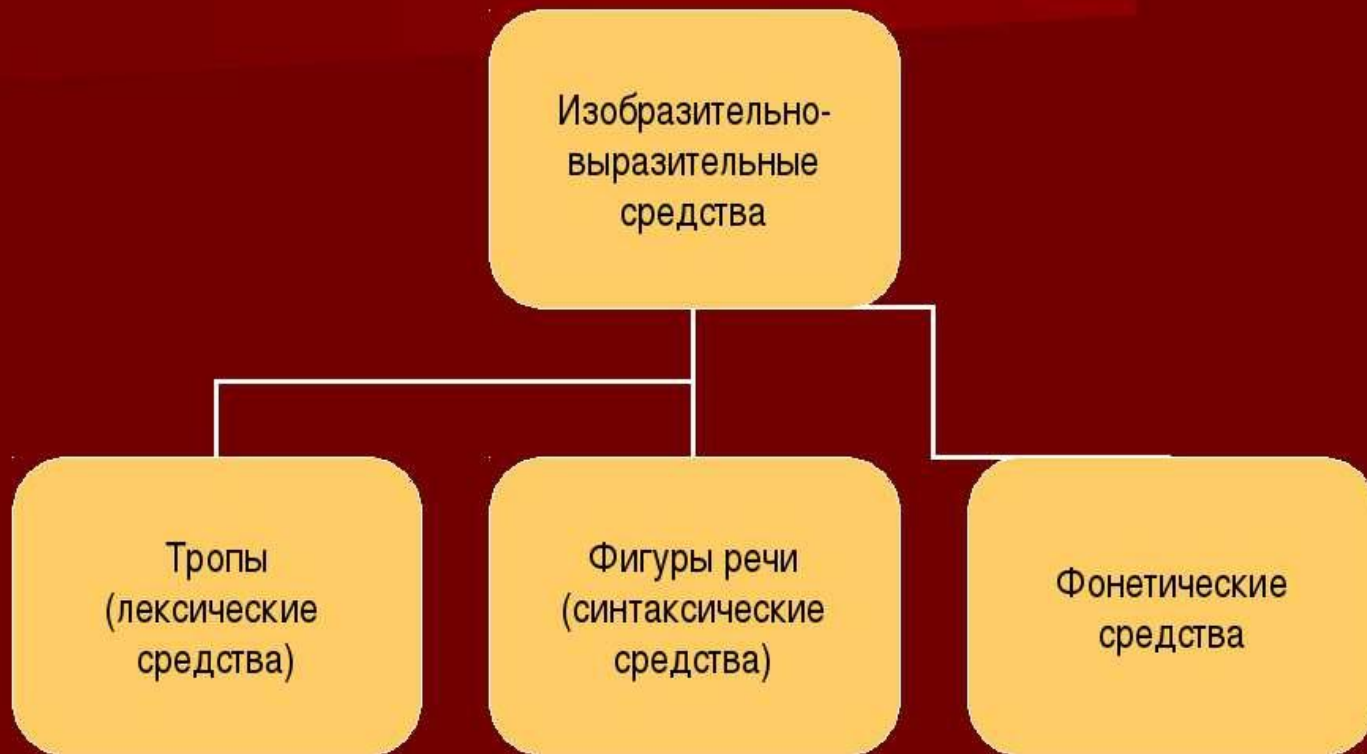 Изобразительно-
выразительные
средства
Тропы
(лексические
средства)
Фигуры речи
(синтаксические
средства)
Фонетические
средства